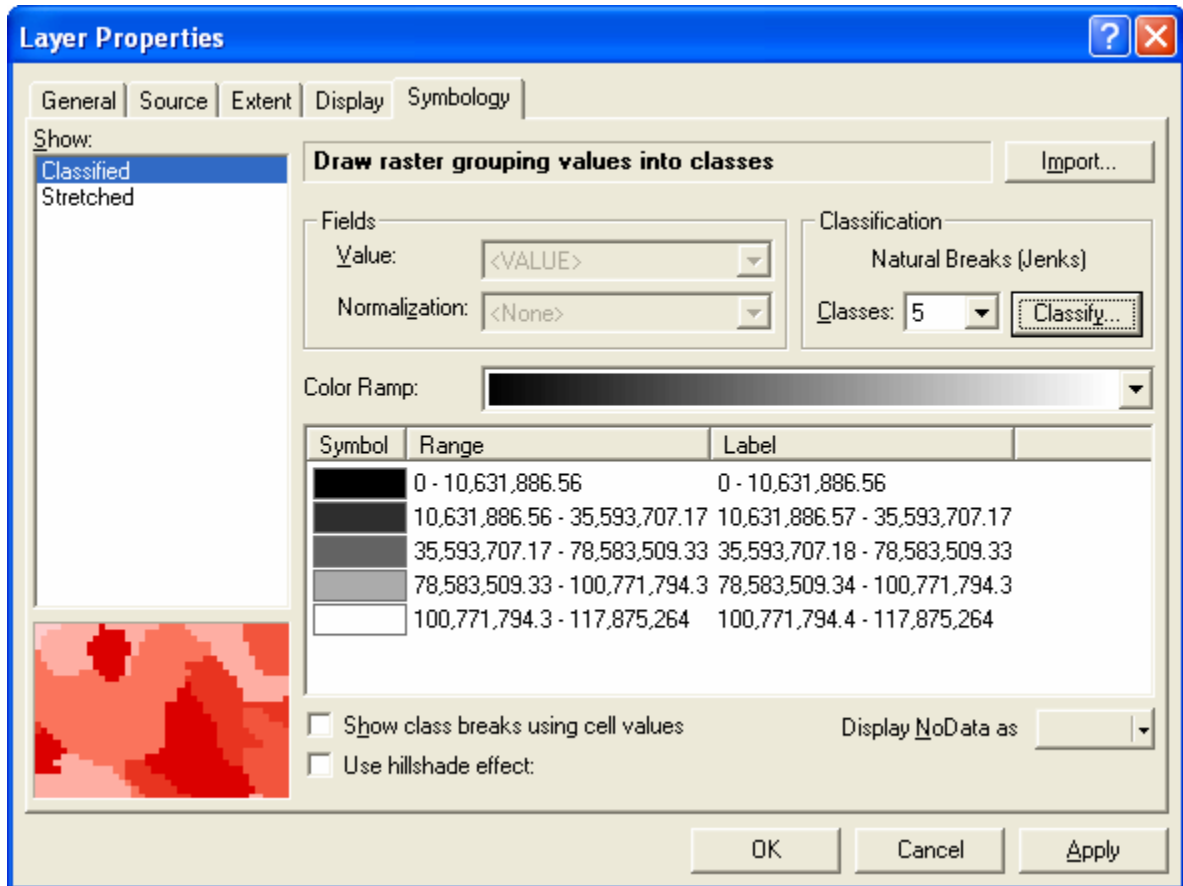 Layer Properties
General Source Extent Display Symbology
Show:
Classified
Stretched
Draw raster grouping values into classes
Import...
Fields
Value: <VALUE>
Normalization: <None>
Classification
Natural Breaks (Jenks)
Classes: 5 Classify...
Color Ramp:
Symbol Range Label
0 - 10,631,886.56 0 - 10,631,886.56
10,631,886.56 - 35,593,707.17 10,631,886.57 - 35,593,707.17
35,593,707.17 - 78,583,509.33 35,593,707.18 - 78,583,509.33
78,583,509.33 - 100,771,794.3 78,583,509.34 - 100,771,794.3
100,771,794.3 - 117,875,264 100,771,794.4 - 117,875,264
Show class breaks using cell values
Display NoData as
Use hillshade effect:
OK Cancel Apply